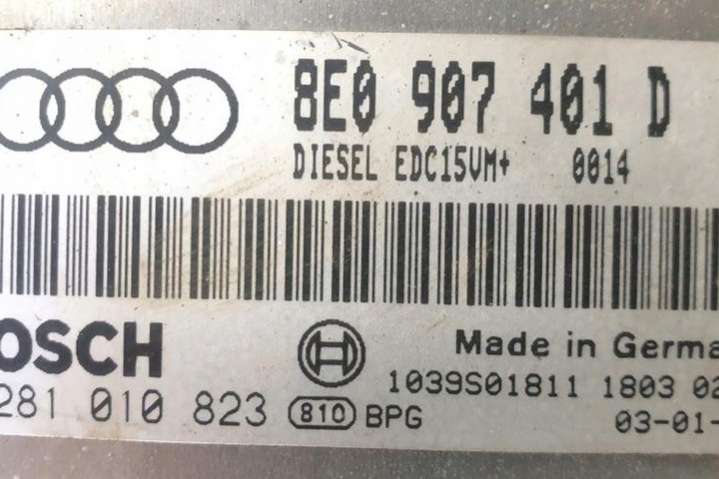 8E0 907 401 D
DIESEL EDC15VM+ 0014
OSCH
Made in Germa
281 010 823 810 BPG
1039S01811 1803 02
03-01-